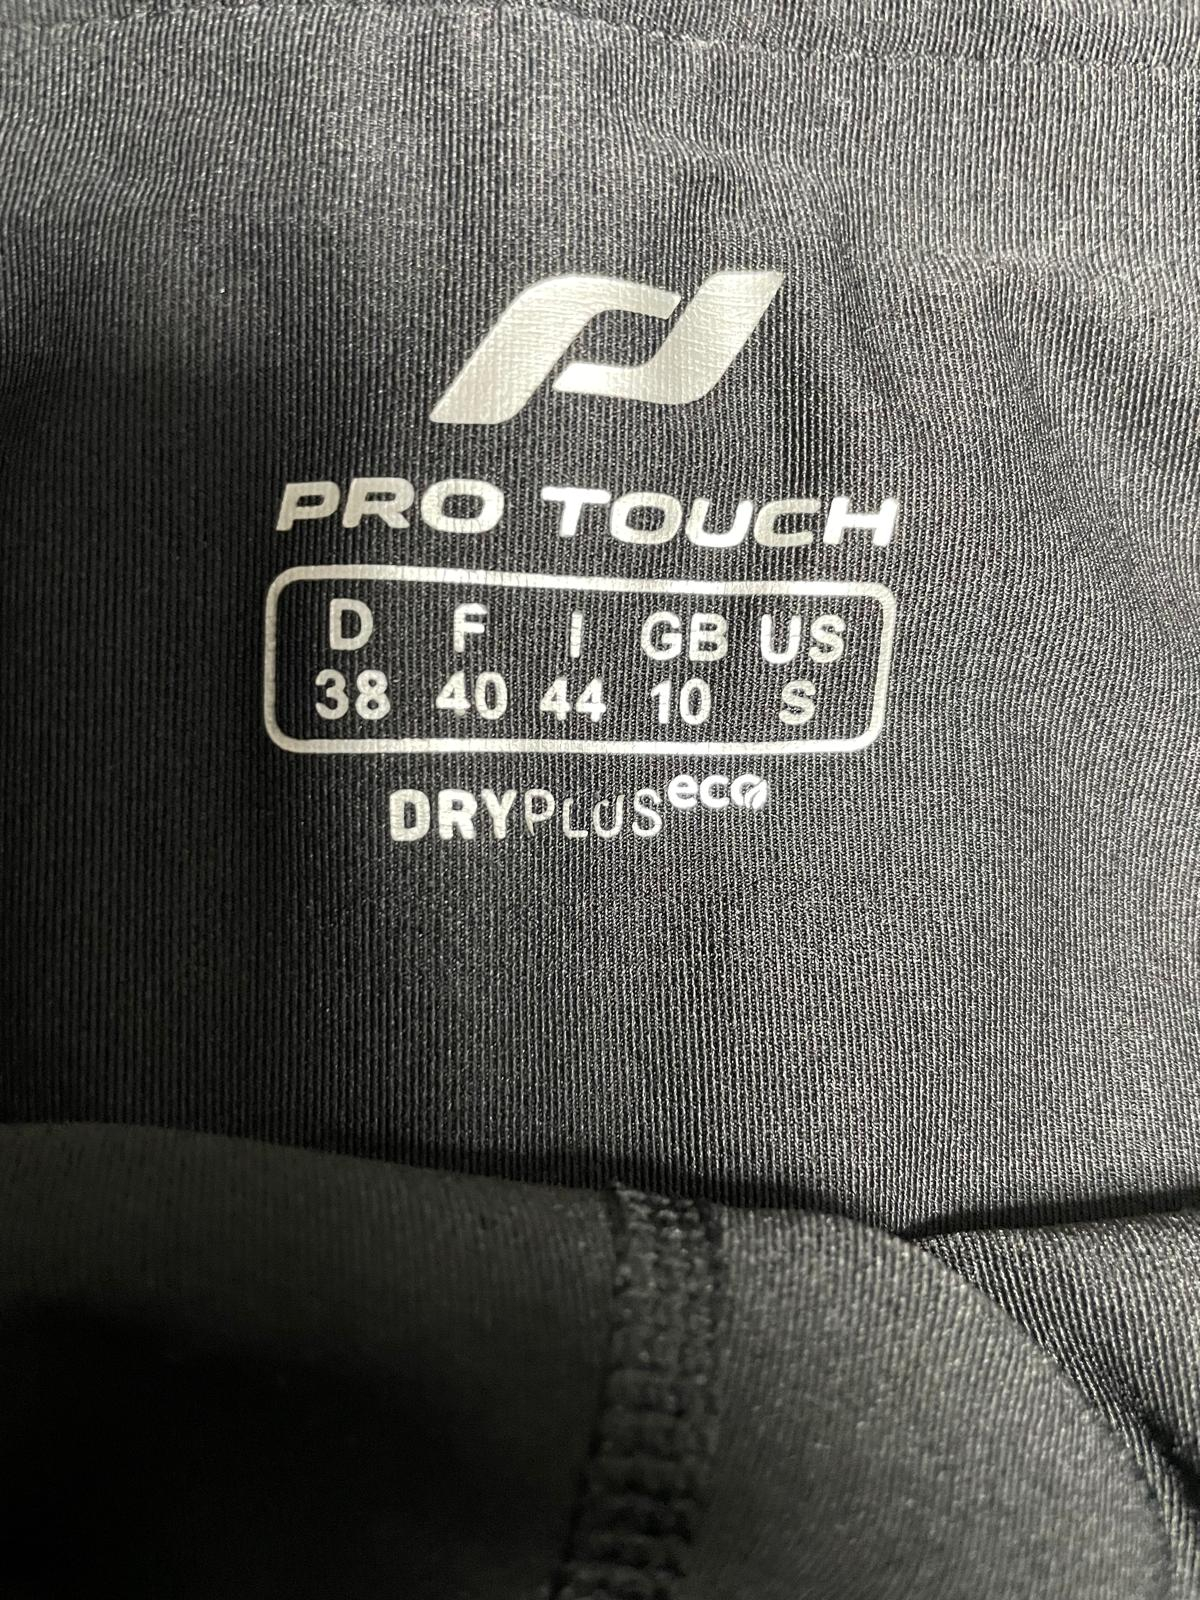 PRO TOUCH
D F I GB US
38 40 44 10 S
DRYPLUS eco